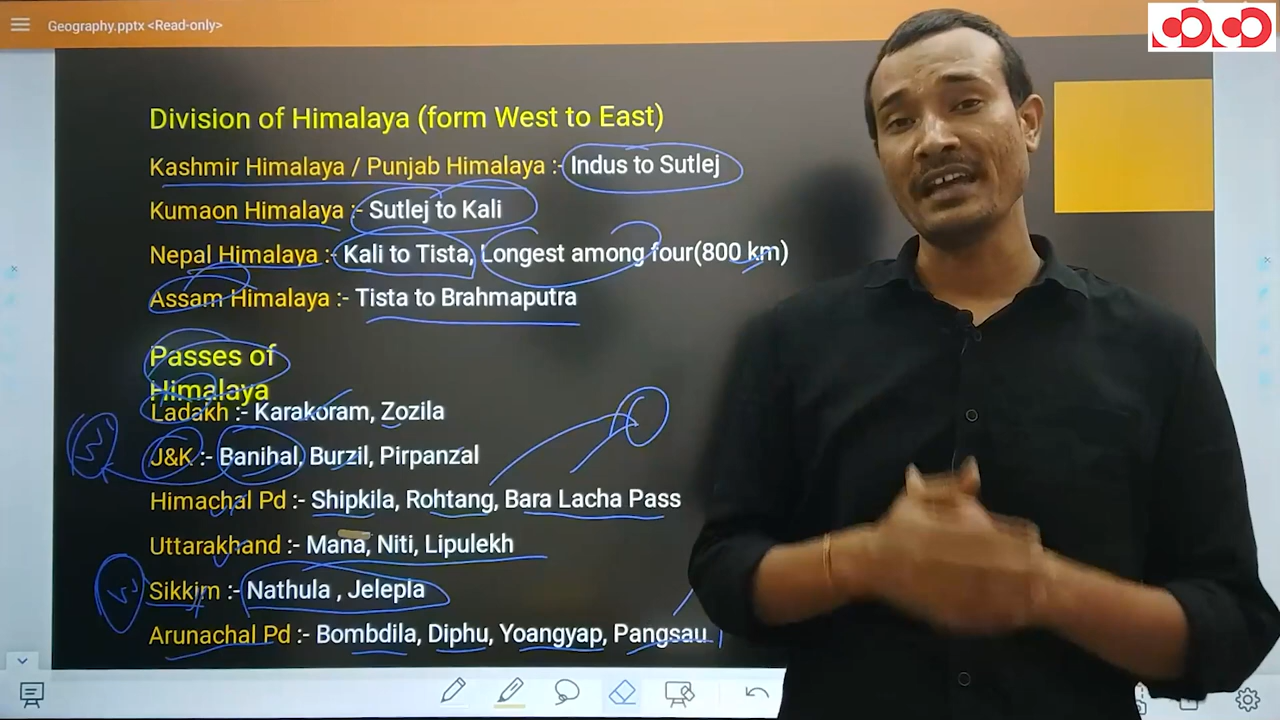 Geography.pptx <Read-only>
Division of Himalaya (form West to East)
Kashmir Himalaya / Punjab Himalaya :- Indus to Sutlej
Kumaon Himalaya :- Sutlej to Kali
Nepal Himalaya :- Kali to Tista, Longest among four(800 km)
Assam Himalaya :- Tista to Brahmaputra
Passes of
Himalaya
Ladakh :- Karakoram, Zozila
J&K :- Banihal, Burzil, Pirpanzal
Himachal Pd :- Shipkila, Rohtang, Bara Lacha Pass
Uttarakhand :- Mana, Niti, Lipulekh
Sikkim :- Nathula , Jelepla
Arunachal Pd :- Bombdila, Diphu, Yoangyap, Pangsau